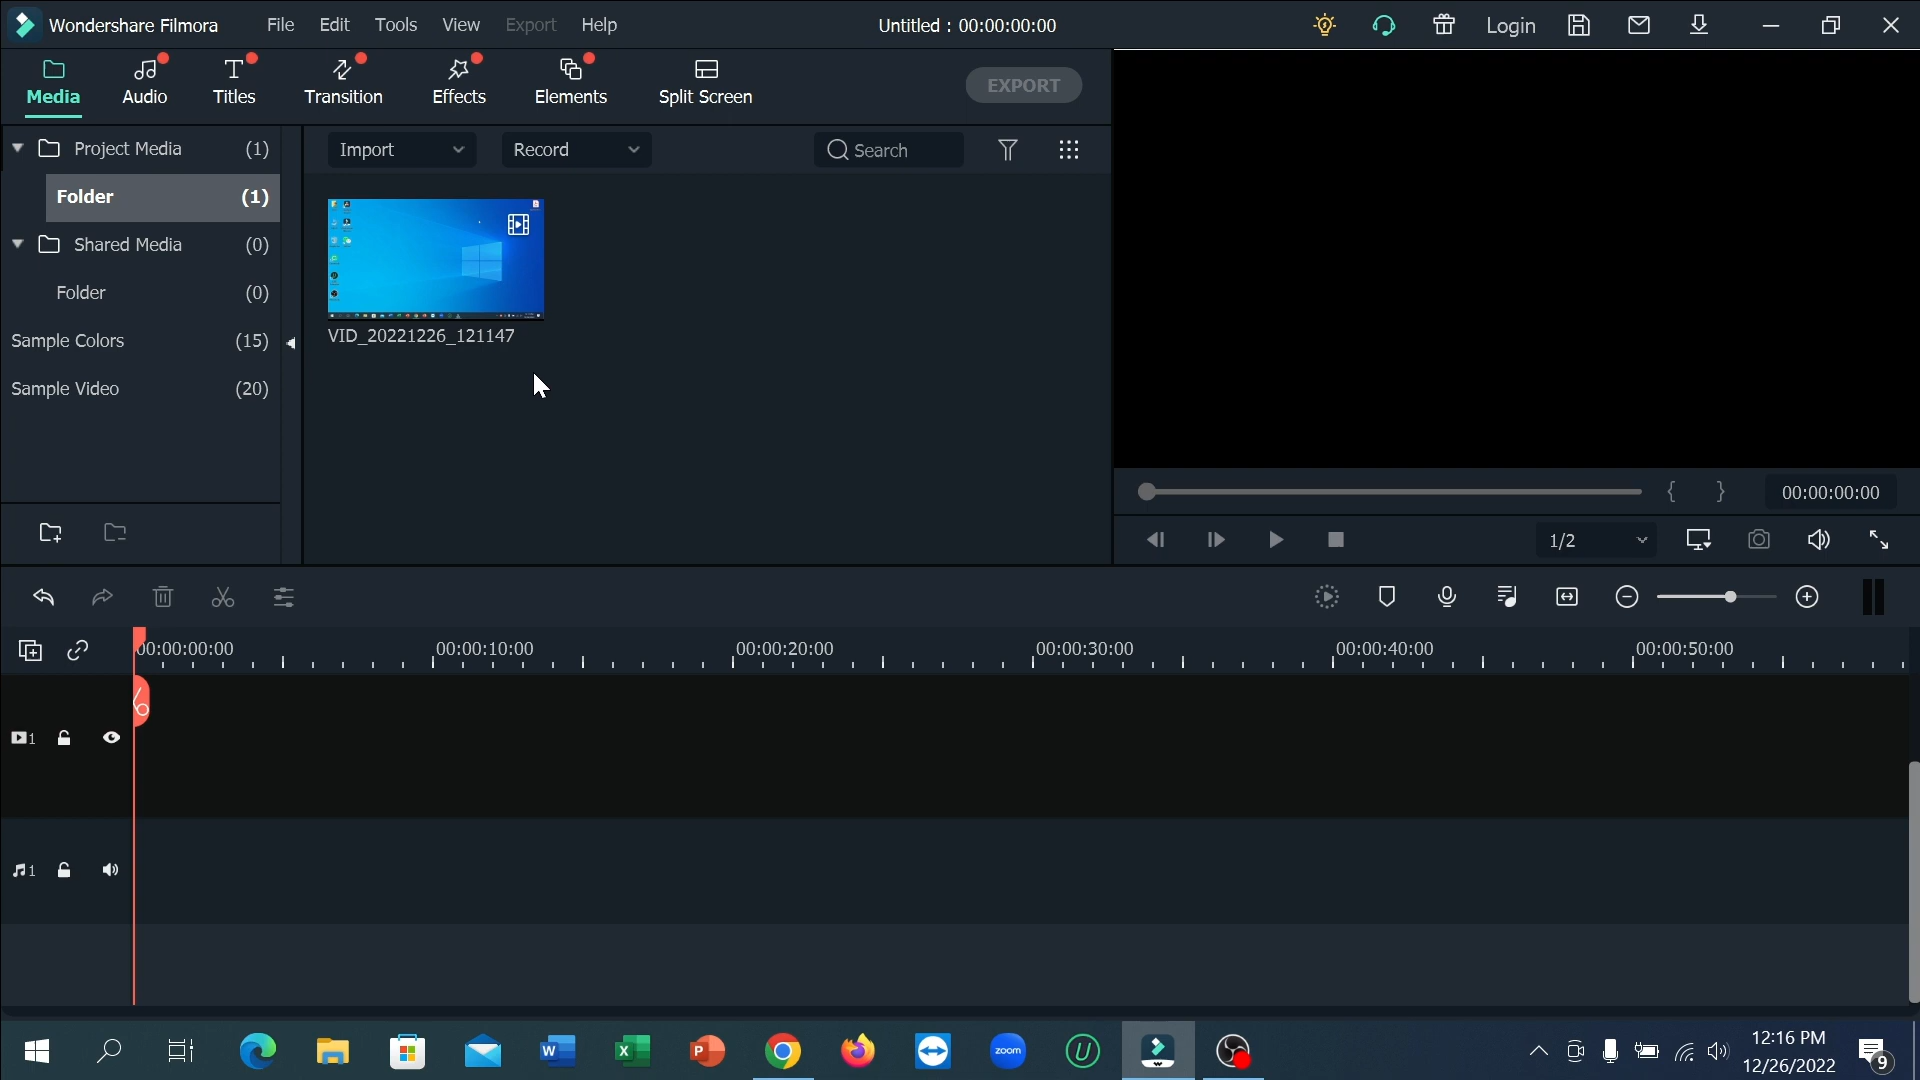 Wondershare Filmora File Edit Tools View Export Help Untitled : 00:00:00:00 Login
Media Audio Titles Transition Effects Elements Split Screen EXPORT
Project Media (1) Import Record Search
Folder (1)
Shared Media (0)
Folder (0)
Sample Colors (15)
Sample Video (20)
VID_20221226_121147
00:00:00:00
1/2
00:00:00:00 00:00:10:00 00:00:20:00 00:00:30:00 00:00:40:00 00:00:50:00
1
1
W X P zoom U
12:16 PM
12/26/2022
9